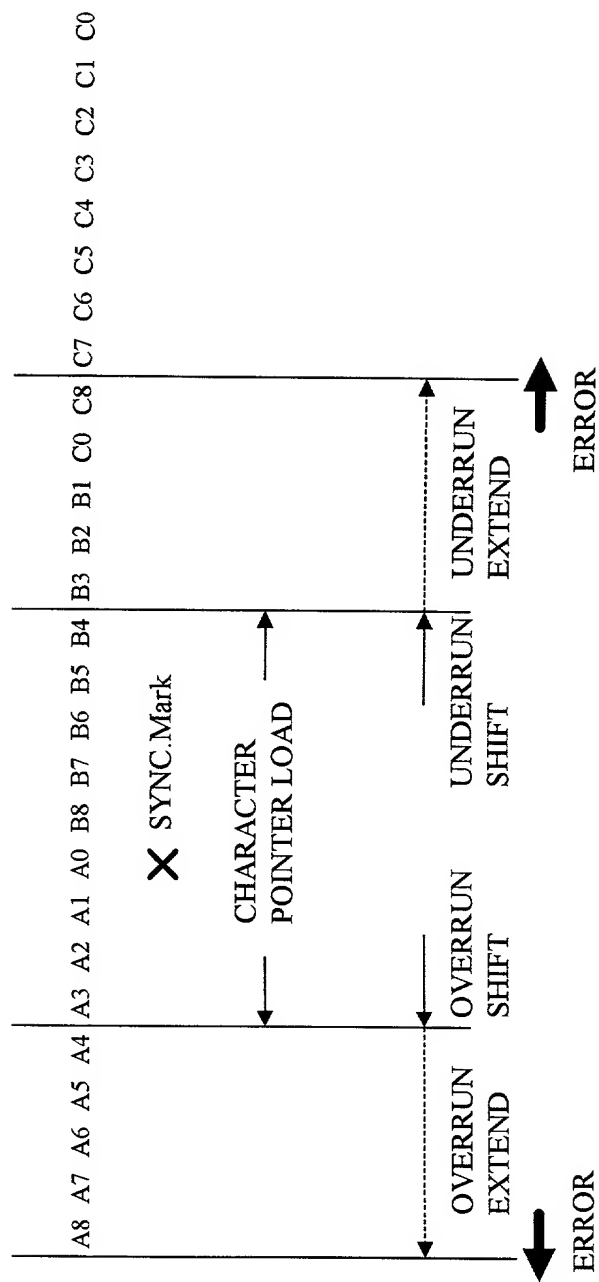 A8 A7 A6 A5 A4 A3 A2 A1 A0 B8 B7 B6 B5 B4 B3 B2 B1 C0 C8 C7 C6 C5 C4 C3 C2 C1 C0
X SYNC.Mark
CHARACTER
POINTER LOAD
OVERRUN
EXTEND
OVERRUN
SHIFT
UNDERRUN
SHIFT
UNDERRUN
EXTEND
ERROR
ERROR